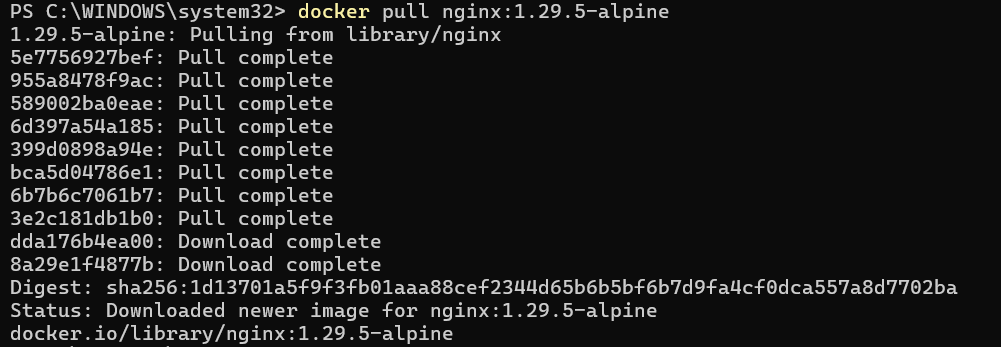 PS C:\WINDOWS\system32> docker pull nginx:1.29.5-alpine
1.29.5-alpine: Pulling from library/nginx
5e7756927bef: Pull complete
955a8478f9ac: Pull complete
589002ba0eae: Pull complete
6d397a54a185: Pull complete
399d0898a94e: Pull complete
bca5d04786e1: Pull complete
6b7b6c7061b7: Pull complete
3e2c181db1b0: Pull complete
dda176b4ea00: Download complete
8a29e1f4877b: Download complete
Digest: sha256:1d13701a5f9f3fb01aaa88cef2344d65b6b5bf6b7d9fa4cf0dca557a8d7702ba
Status: Downloaded newer image for nginx:1.29.5-alpine
docker.io/library/nginx:1.29.5-alpine